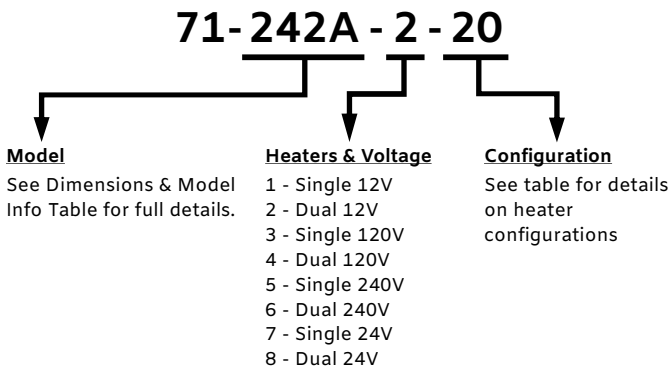 71-242A - 2 - 20
Model
See Dimensions & Model
Info Table for full details.
Heaters & Voltage
1 - Single 12V
2 - Dual 12V
3 - Single 120V
4 - Dual 120V
5 - Single 240V
6 - Dual 240V
7 - Single 24V
8 - Dual 24V
Configuration
See table for details
on heater
configurations